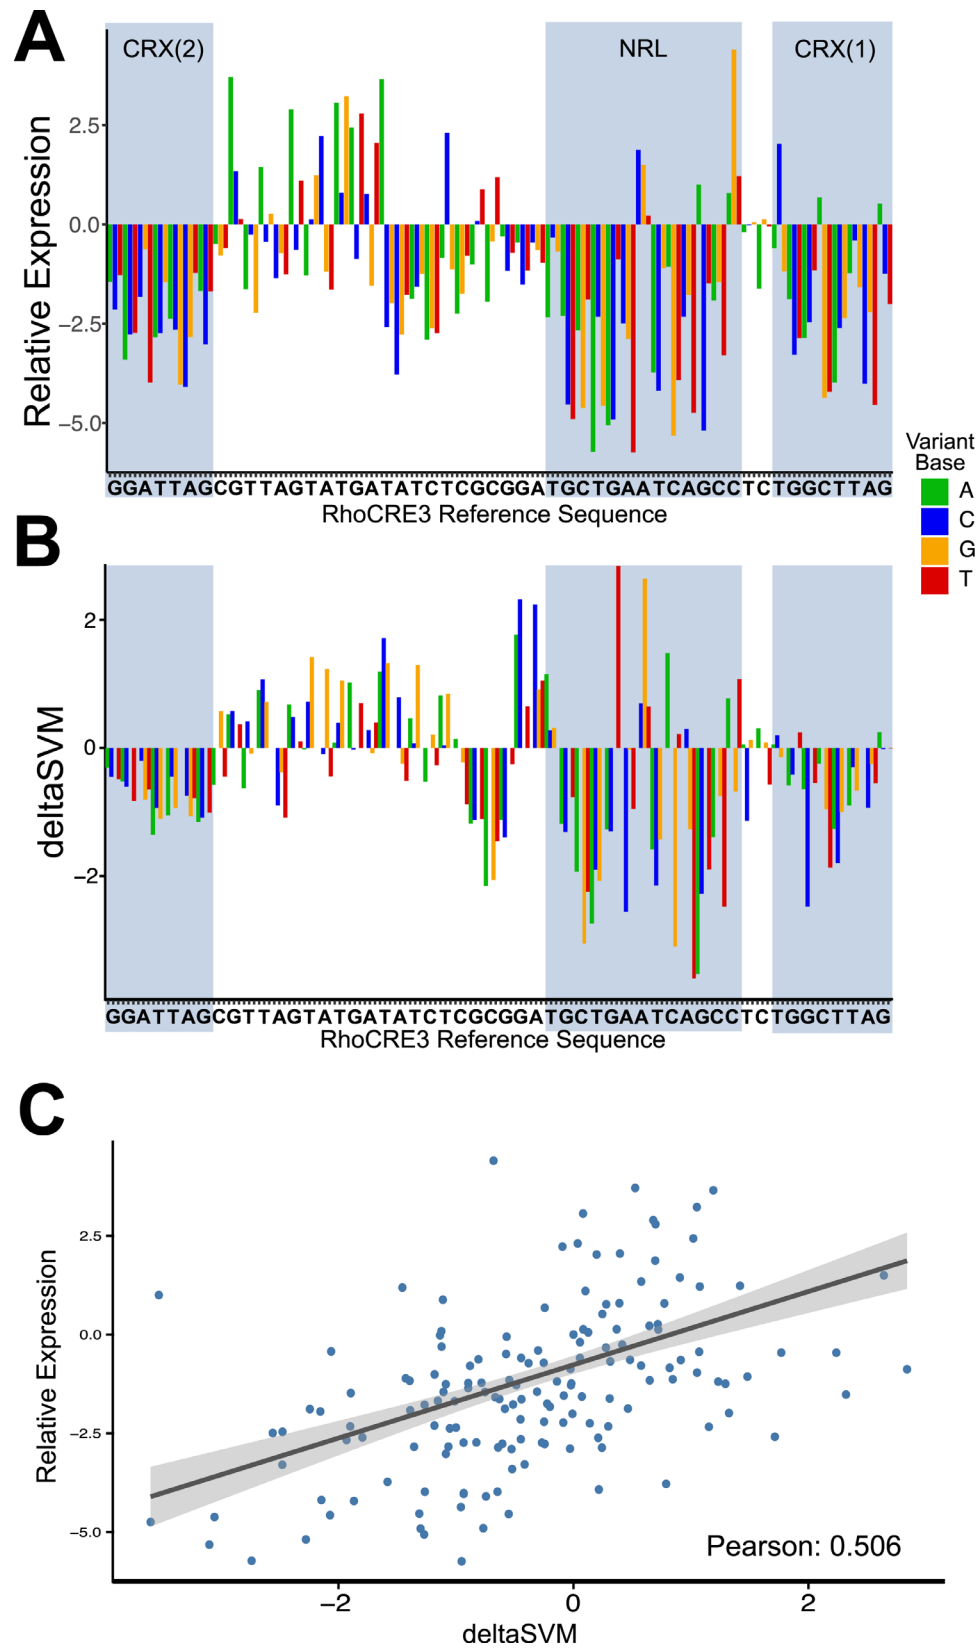 A
CRX(2)
NRL
CRX(1)
Relative Expression
2.5
0.0
−2.5
−5.0
GGATTAGCGTTAGTATGATATCTCGCGGATGCTGAATCAGCCTCTGGCTTAG
RhoCRE3 Reference Sequence
Variant
Base
A
C
G
T
B
deltaSVM
2
0
−2
GGATTAGCGTTAGTATGATATCTCGCGGATGCTGAATCAGCCTCTGGCTTAG
RhoCRE3 Reference Sequence
C
Relative Expression
2.5
0.0
−2.5
−5.0
Pearson: 0.506
−2
0
2
deltaSVM